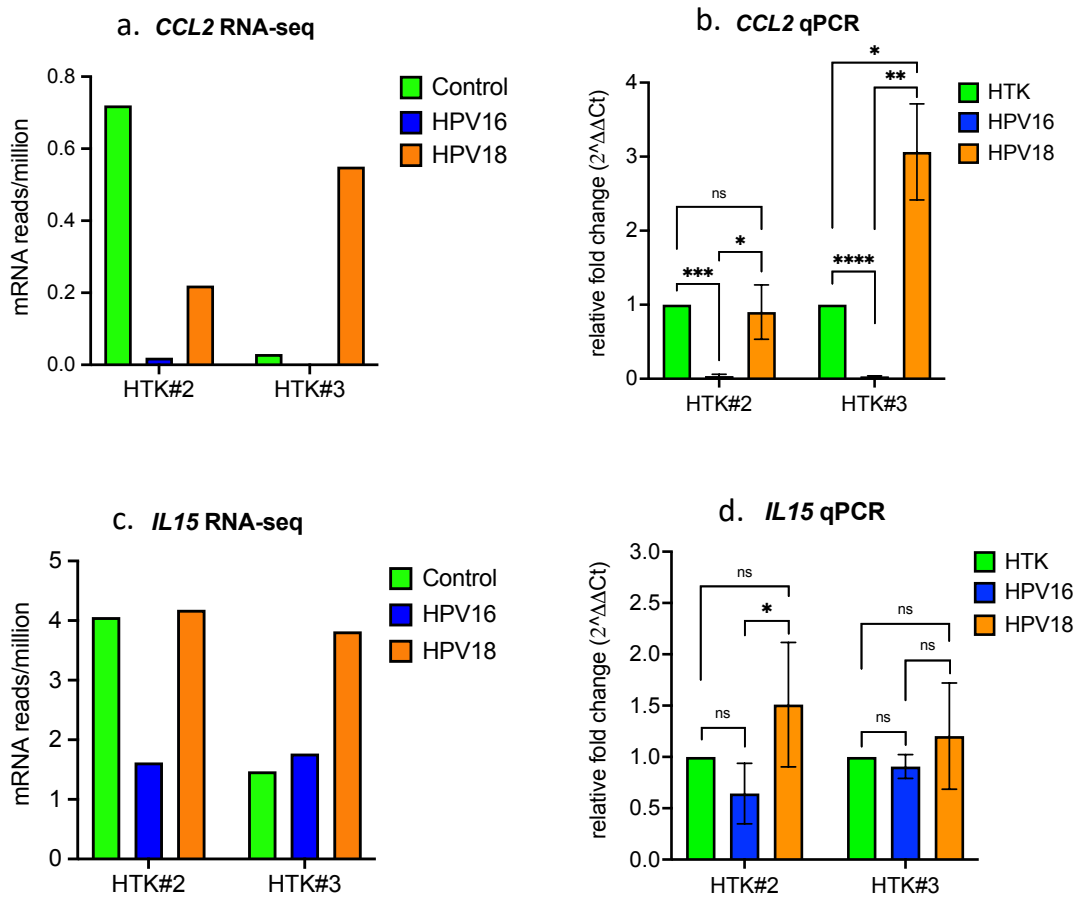 a. CCL2 RNA-seq
mRNA reads/million
0.8
0.6
0.4
0.2
0.0
HTK#2
HTK#3
Control
HPV16
HPV18
b. CCL2 qPCR
relative fold change (2^ΔΔCt)
4
3
2
1
0
ns
***
*
*
**
****
HTK#2
HTK#3
HTK
HPV16
HPV18
c. IL15 RNA-seq
mRNA reads/million
5
4
3
2
1
0
HTK#2
HTK#3
Control
HPV16
HPV18
d. IL15 qPCR
relative fold change (2^ΔΔCt)
3.0
2.5
2.0
1.5
1.0
0.5
0.0
ns
*
ns
ns
ns
ns
HTK#2
HTK#3
HTK
HPV16
HPV18